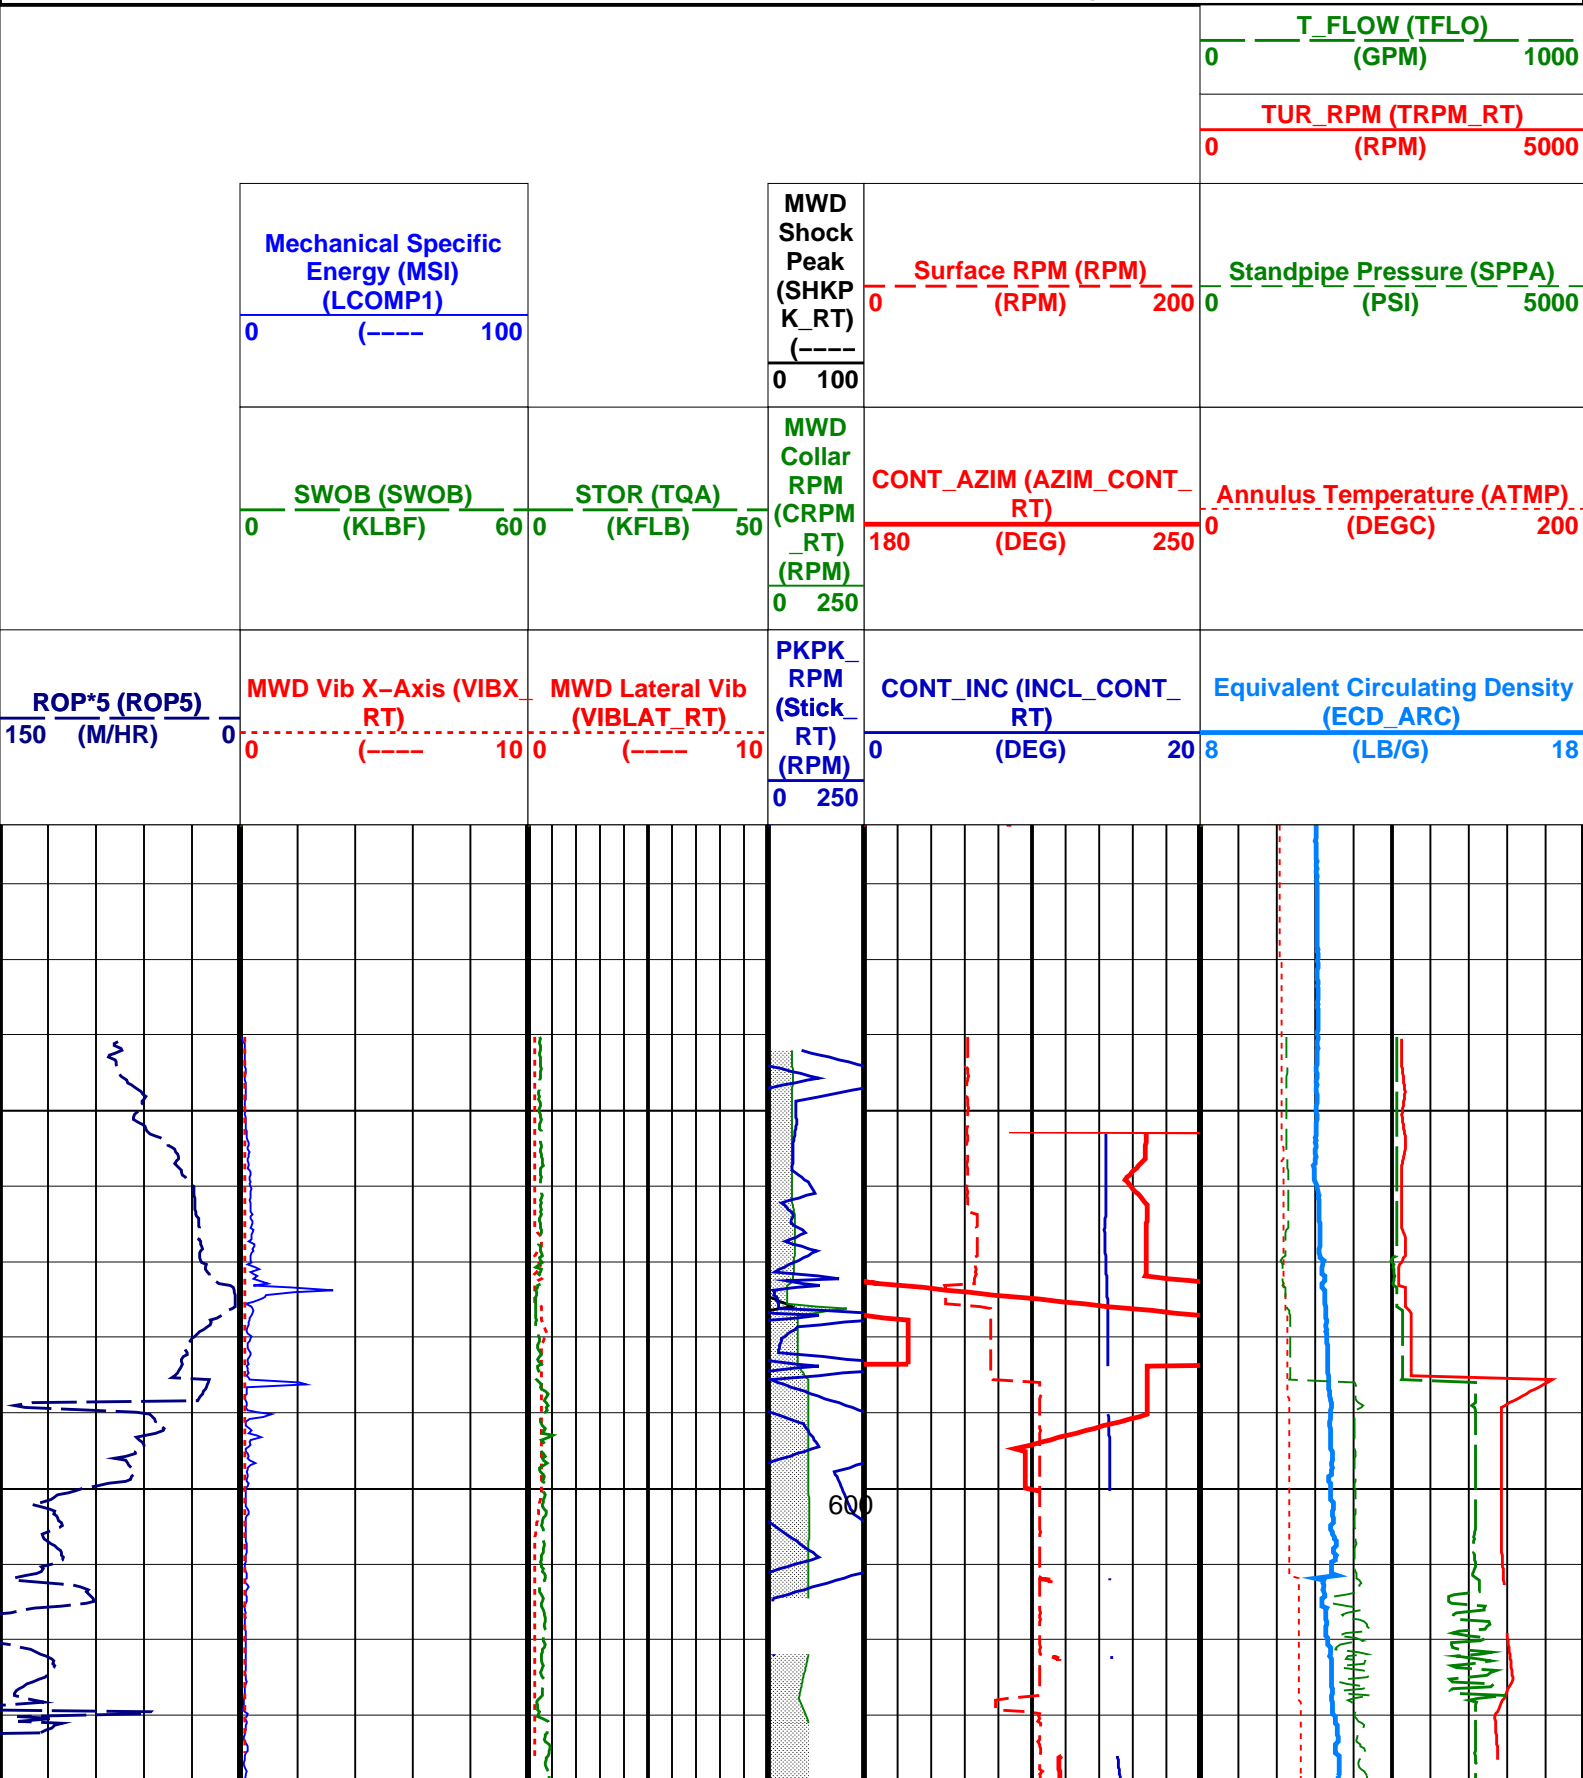 T_FLOW (TFLO)
0 (GPM) 1000
TUR_RPM (TRPM_RT)
0 (RPM) 5000
Mechanical Specific
Energy (MSI)
(LCOMP1)
0 (---- 100
MWD
Shock
Peak
(SHKP
K_RT)
(----
0 100
Surface RPM (RPM)
0 (RPM) 200
Standpipe Pressure (SPPA)
0 (PSI) 5000
SWOB (SWOB)
0 (KLBF) 60
STOR (TQA)
0 (KFLB) 50
MWD
Collar
RPM
(CRPM
_RT)
(RPM)
0 250
CONT_AZIM (AZIM_CONT_
RT)
180 (DEG) 250
Annulus Temperature (ATMP)
0 (DEGC) 200
ROP*5 (ROP5)
150 (M/HR) 0
MWD Vib X-Axis (VIBX_
RT)
0 (---- 10
MWD Lateral Vib
(VIBLAT_RT)
0 (---- 10
PKPK_
RPM
(Stick_
RT)
(RPM)
0 250
CONT_INC (INCL_CONT_
RT)
0 (DEG) 20
Equivalent Circulating Density
(ECD_ARC)
8 (LB/G) 18
600